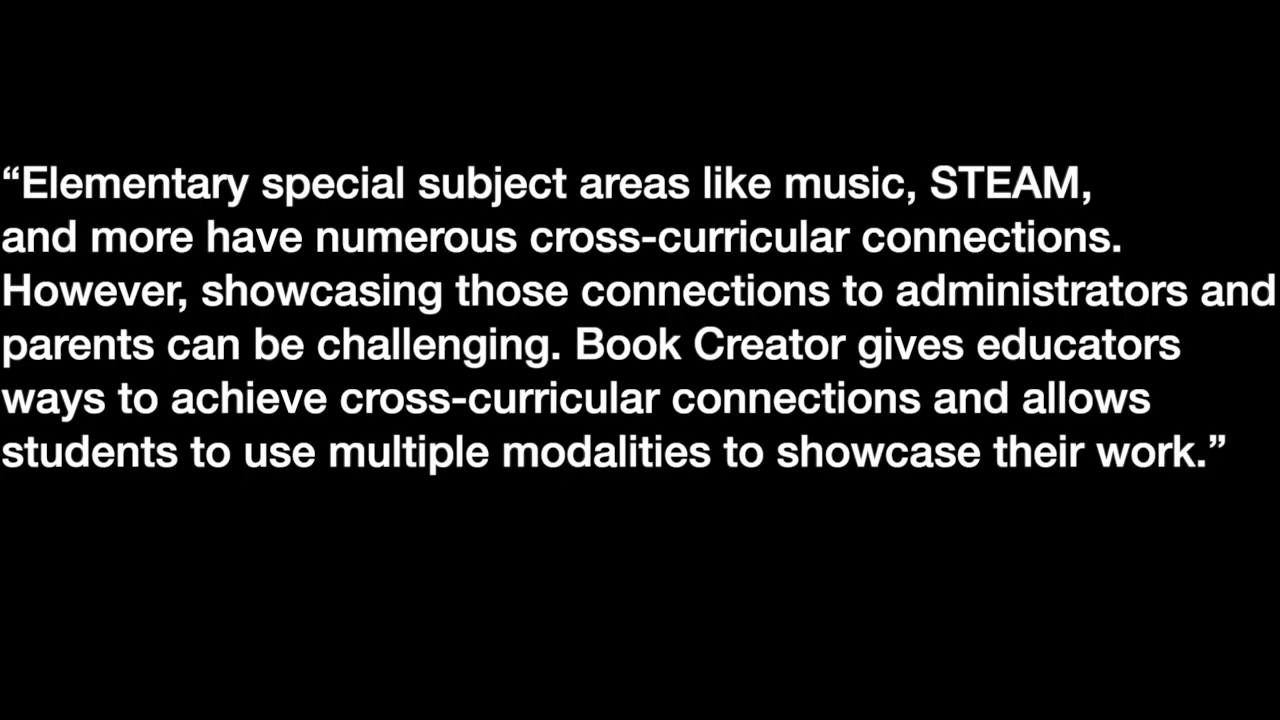 “Elementary special subject areas like music, STEAM,
and more have numerous cross-curricular connections.
However, showcasing those connections to administrators and
parents can be challenging. Book Creator gives educators
ways to achieve cross-curricular connections and allows
students to use multiple modalities to showcase their work.”